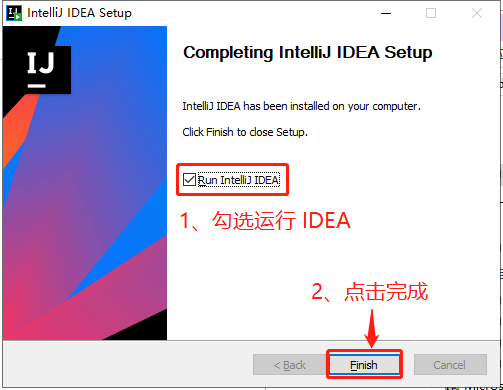 IntelliJ IDEA Setup
IJ
Completing IntelliJ IDEA Setup
IntelliJ IDEA has been installed on your computer.
Click Finish to close Setup.
Run IntelliJ IDEA
1、勾选运行 IDEA
2、点击完成
< Back
Finish
Cancel